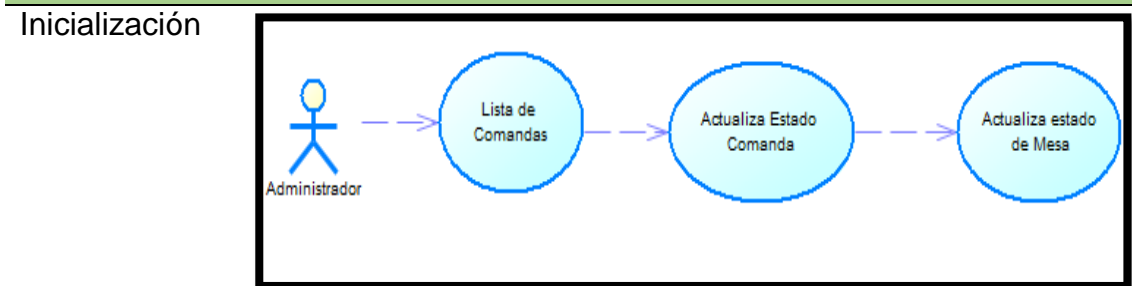 Inicialización
Lista de
Comandas
Actualiza Estado
Comanda
Actualiza estado
de Mesa
Administrador